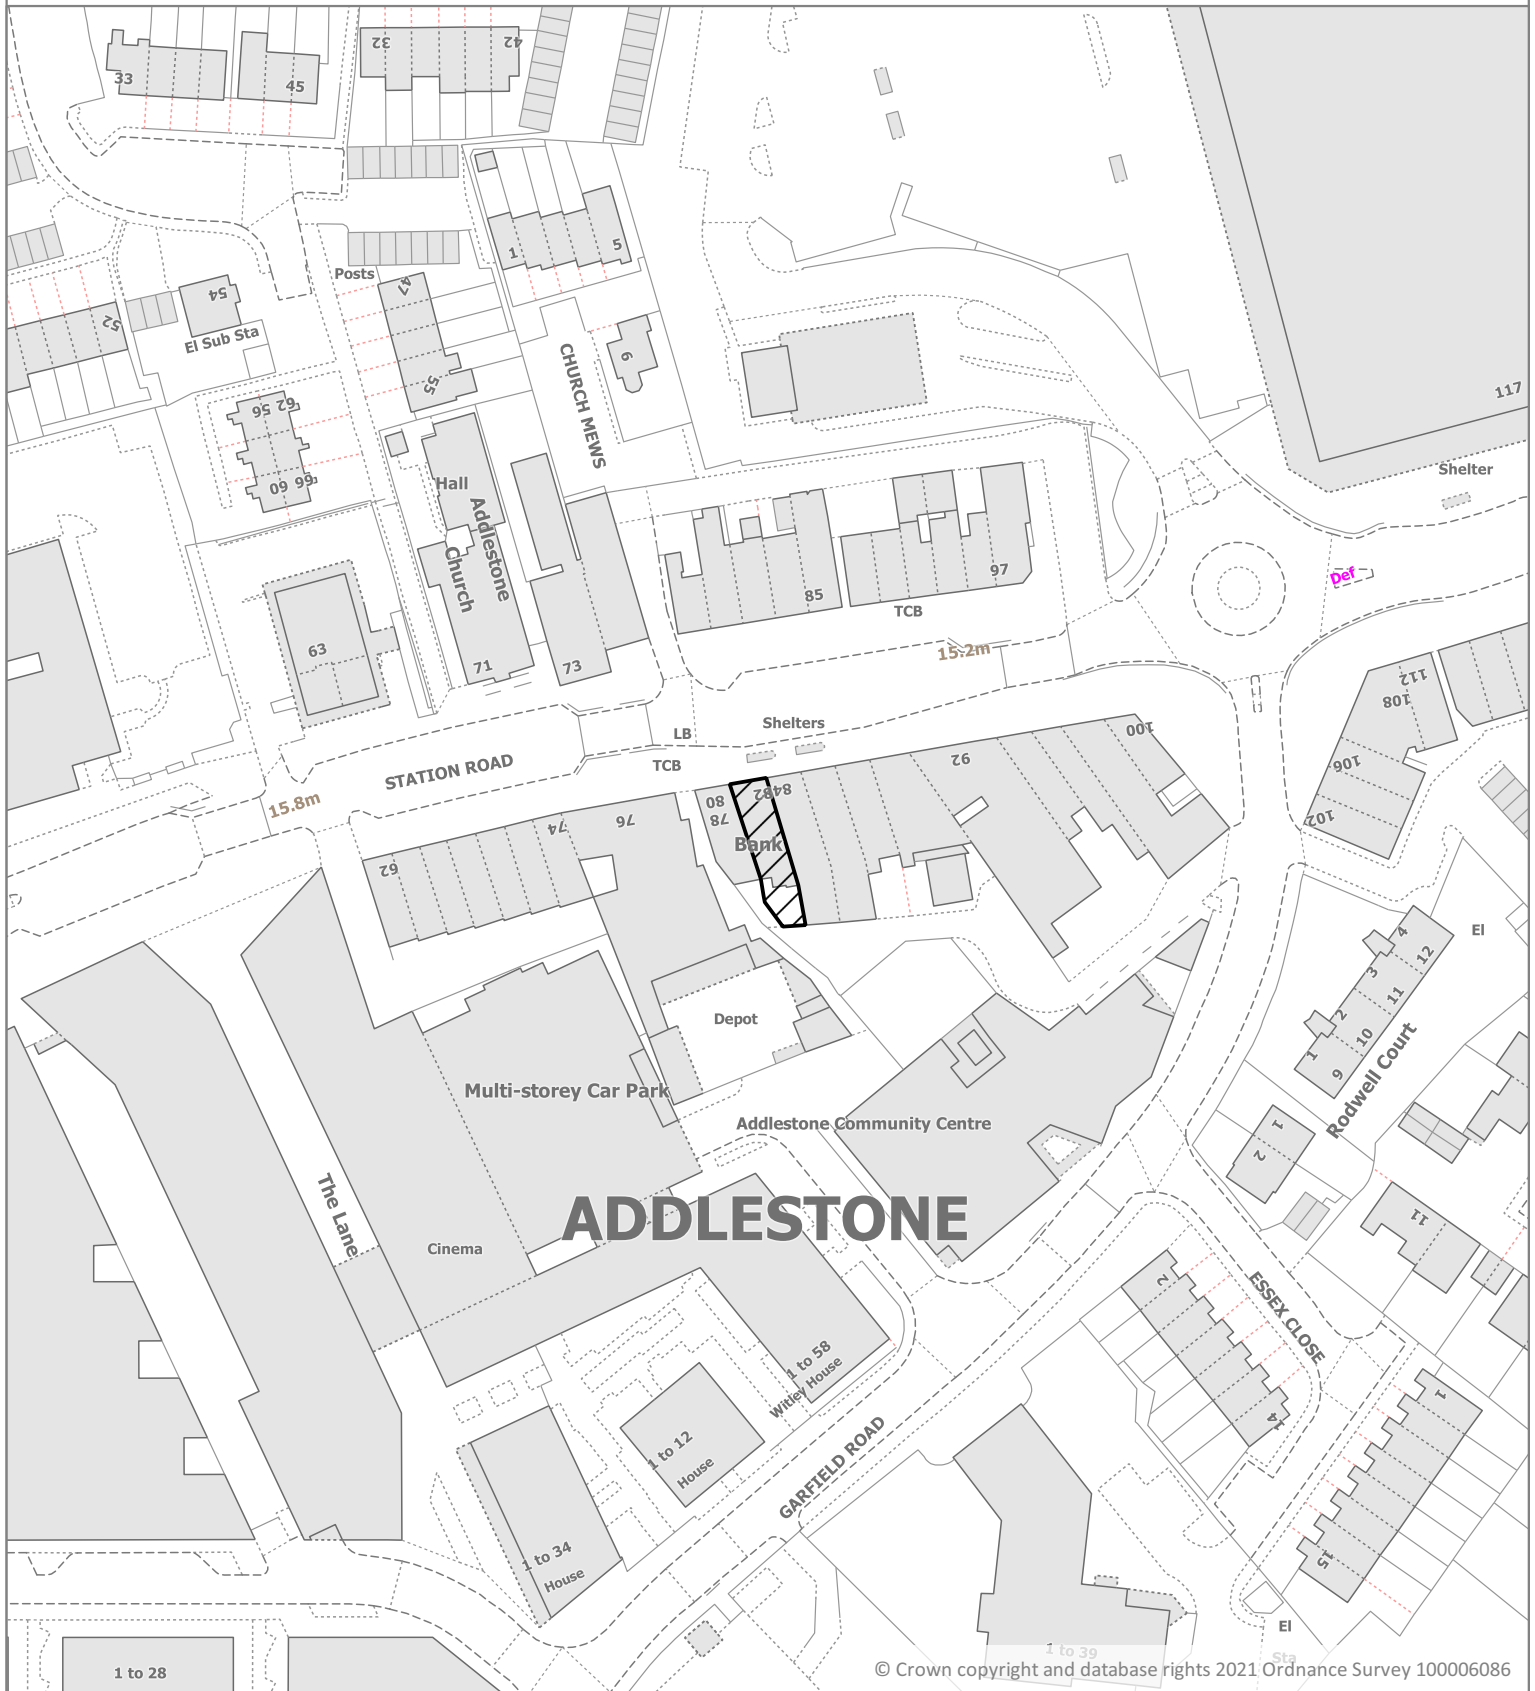 33
45
32
42
Posts
1
5
47
54
52
El Sub Sta
6
CHURCH MEWS
55
117
56 62
60 66
Hall
Addlestone
Church
Shelter
Def
85
97
TCB
63
71
73
15.2m
112
108
106
102
STATION ROAD
LB
TCB
Shelters
15.8m
100
92
80
78
8482
Bank
76
74
62
4
12
3
11
2
10
1
9
El
Rodwell Court
Depot
Multi-storey Car Park
Addlestone Community Centre
1
2
The Lane
ADDLESTONE
Cinema
11
2
ESSEX CLOSE
14
1 to 58
Witley House
1 to 12
House
GARFIELD ROAD
1
15
1 to 34
House
El
Sta
1 to 39
1 to 28
© Crown copyright and database rights 2021 Ordnance Survey 100006086